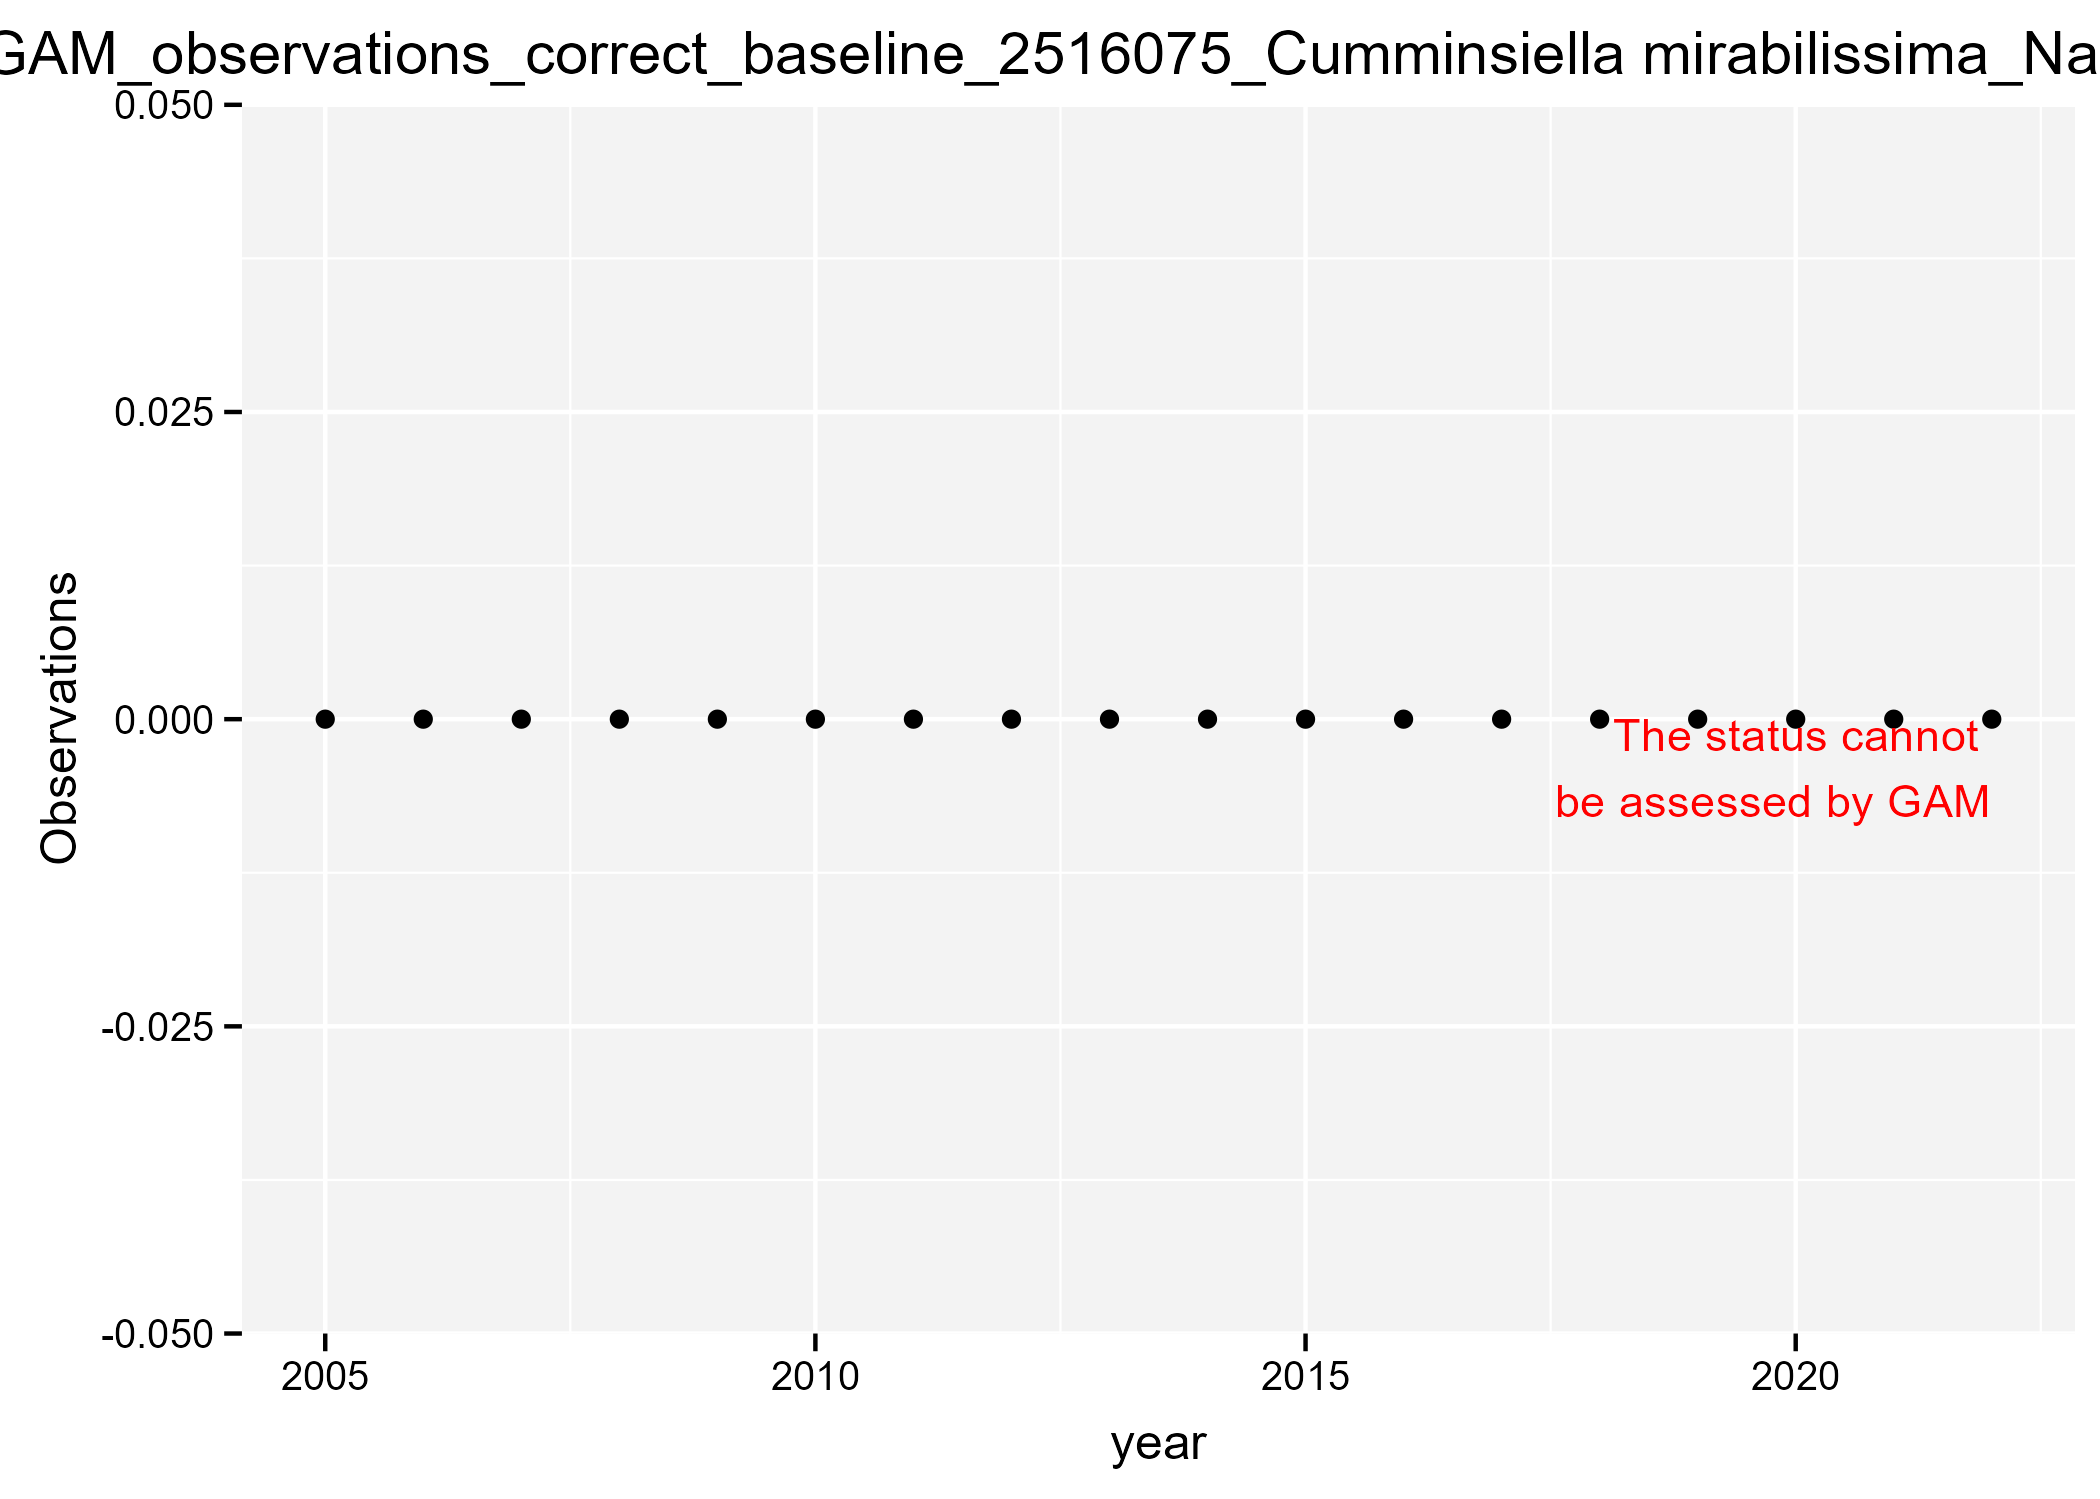 GAM_observations_correct_baseline_2516075_Cumminsiella mirabilissima_Na
0.050
0.025
0.000
-0.025
-0.050
Observations
The status cannot
be assessed by GAM
2005 2010 2015 2020
year